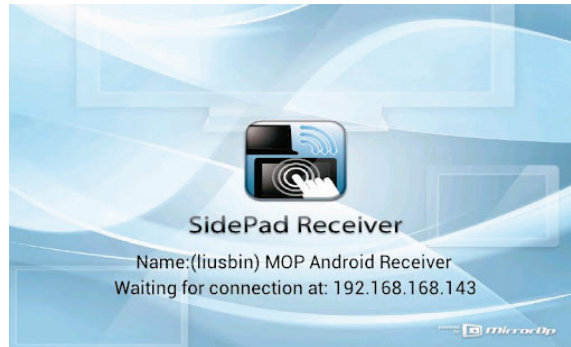 SidePad Receiver
Name:(liusbin) MOP Android Receiver
Waiting for connection at: 192.168.168.143
MirrorOp